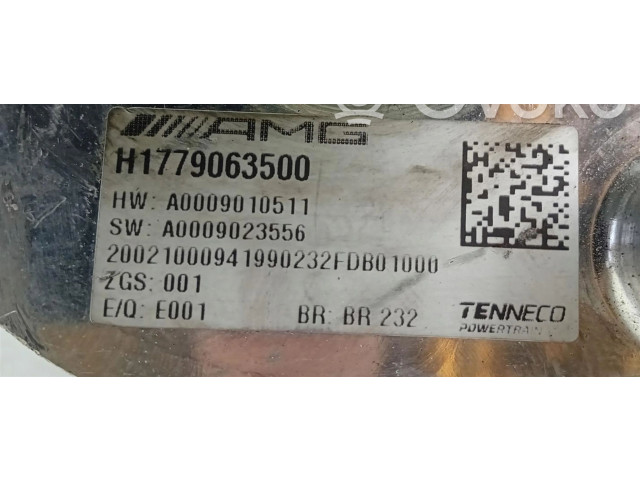 AMG
H1779063500
HW: A0009010511
SW: A0009023556
20021000941990232FDB01000
ZGS: 001
E/Q: E001 BR: BR 232
TENNECO
POWERTRAIN